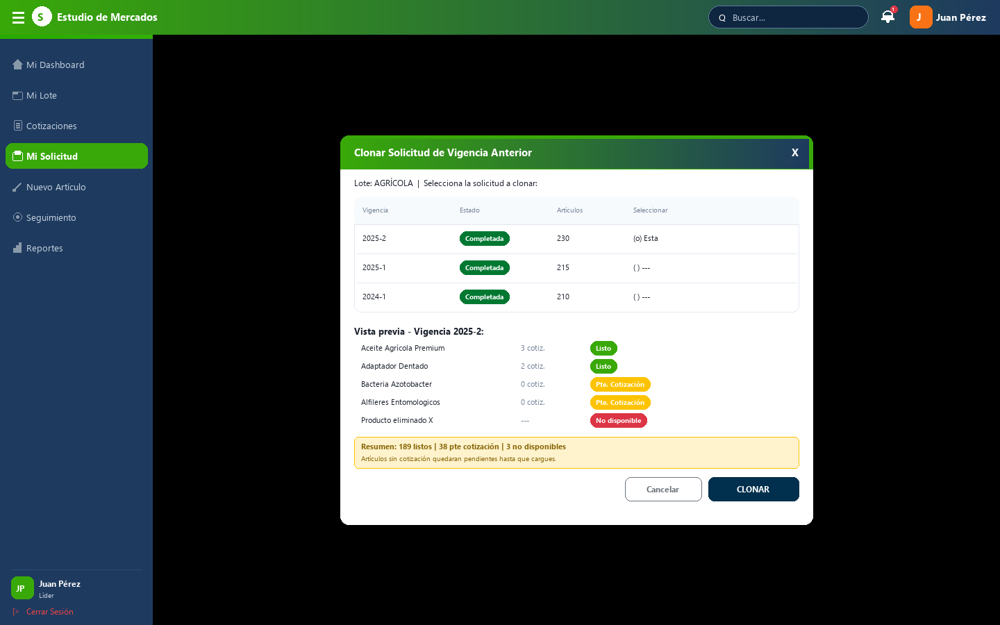 S Estudio de Mercados
Buscar...
1
J Juan Pérez
Mi Dashboard
Mi Lote
Cotizaciones
Mi Solicitud
Nuevo Artículo
Seguimiento
Reportes
JP Juan Pérez
Líder
[> Cerrar Sesión
Clonar Solicitud de Vigencia Anterior X
Lote: AGRÍCOLA | Selecciona la solicitud a clonar:
Vigencia Estado Artículos Seleccionar
2025-2 Completada 230 (o) Esta
2025-1 Completada 215 ( ) ---
2024-1 Completada 210 ( ) ---
Vista previa - Vigencia 2025-2:
Aceite Agrícola Premium 3 cotiz. Listo
Adaptador Dentado 2 cotiz. Listo
Bacteria Azotobacter 0 cotiz. Pte. Cotización
Alfileres Entomologicos 0 cotiz. Pte. Cotización
Producto eliminado X --- No disponible
Resumen: 189 listos | 38 pte cotización | 3 no disponibles
Artículos sin cotización quedaran pendientes hasta que cargues.
Cancelar CLONAR